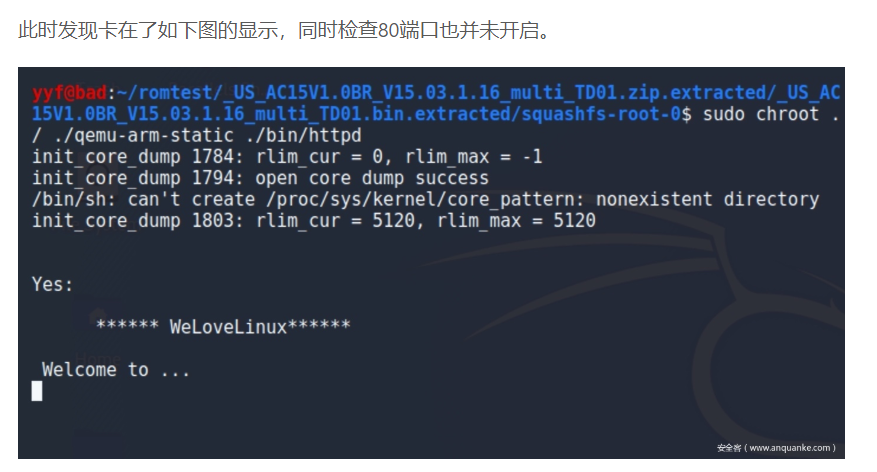 此时发现卡在了如下图的显示，同时检查80端口也并未开启。
yyf@bad:~/romtest/_US_AC15V1.0BR_V15.03.1.16_multi_TD01.zip.extracted/_US_AC
15V1.0BR_V15.03.1.16_multi_TD01.bin.extracted/squashfs-root-0$ sudo chroot .
/ ./qemu-arm-static ./bin/httpd
init_core_dump 1784: rlim_cur = 0, rlim_max = -1
init_core_dump 1794: open core dump success
/bin/sh: can't create /proc/sys/kernel/core_pattern: nonexistent directory
init_core_dump 1803: rlim_cur = 5120, rlim_max = 5120
Yes:
****** WeLoveLinux******
Welcome to ...
安全客（www.anquanke.com）